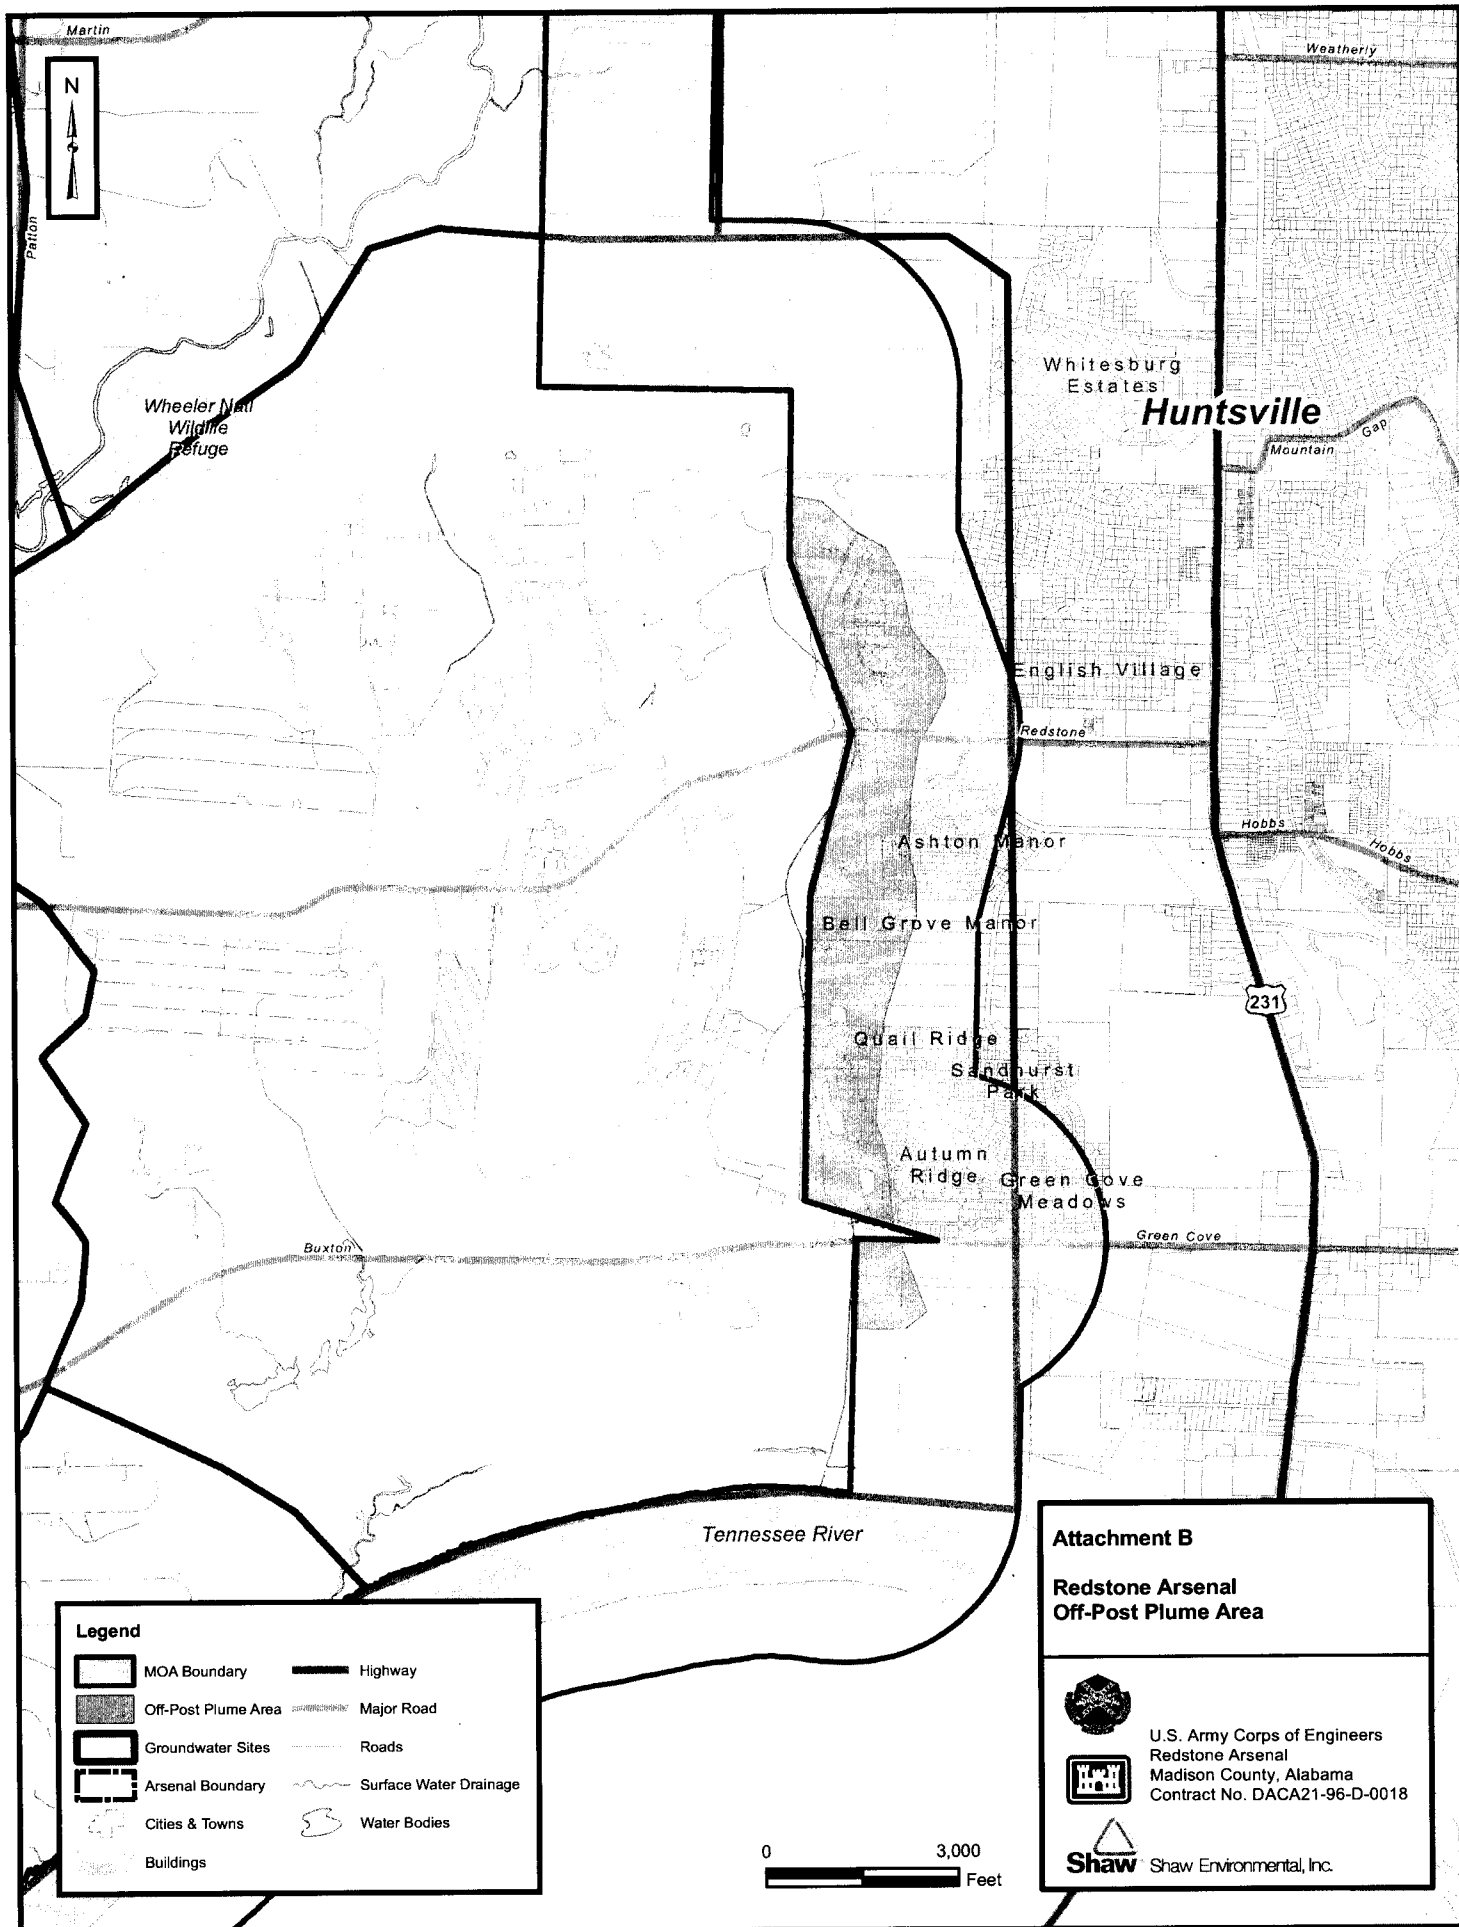 Martin
Weatherly
N
Patton
Whitesburg
Estates
Huntsville
Wheeler Natl
Wildlife
Refuge
Gap
Mountain
English Village
Redstone
Hobbs
Hobbs
Ashton Manor
Bell Grove Manor
231
Quail Ridge
Sandhurst
Park
Autumn
Ridge
Green Cove
Meadows
Green Cove
Buxton
Tennessee River
Attachment B
Redstone Arsenal
Off-Post Plume Area
U.S. Army Corps of Engineers
Redstone Arsenal
Madison County, Alabama
Contract No. DACA21-96-D-0018
Shaw
Shaw Environmental, Inc.
Legend
MOA Boundary
Highway
Off-Post Plume Area
Major Road
Groundwater Sites
Roads
Arsenal Boundary
Surface Water Drainage
Cities & Towns
Water Bodies
Buildings
0
3,000
Feet